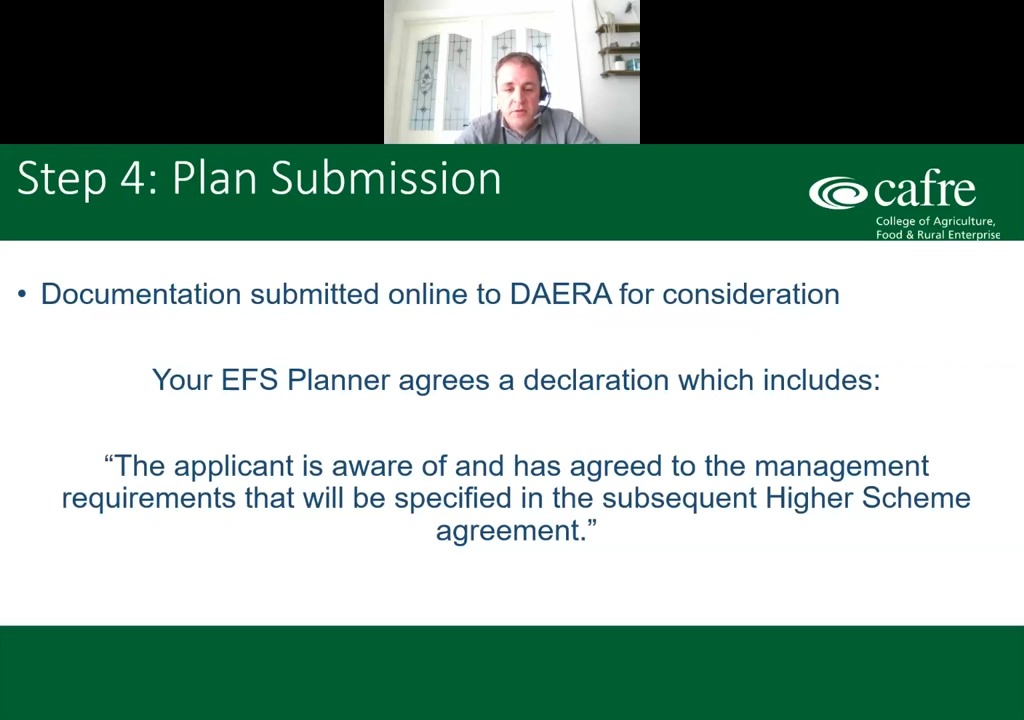 Step 4: Plan Submission
cafre
College of Agriculture,
Food & Rural Enterprise
• Documentation submitted online to DAERA for consideration
Your EFS Planner agrees a declaration which includes:
“The applicant is aware of and has agreed to the management
requirements that will be specified in the subsequent Higher Scheme
agreement.”